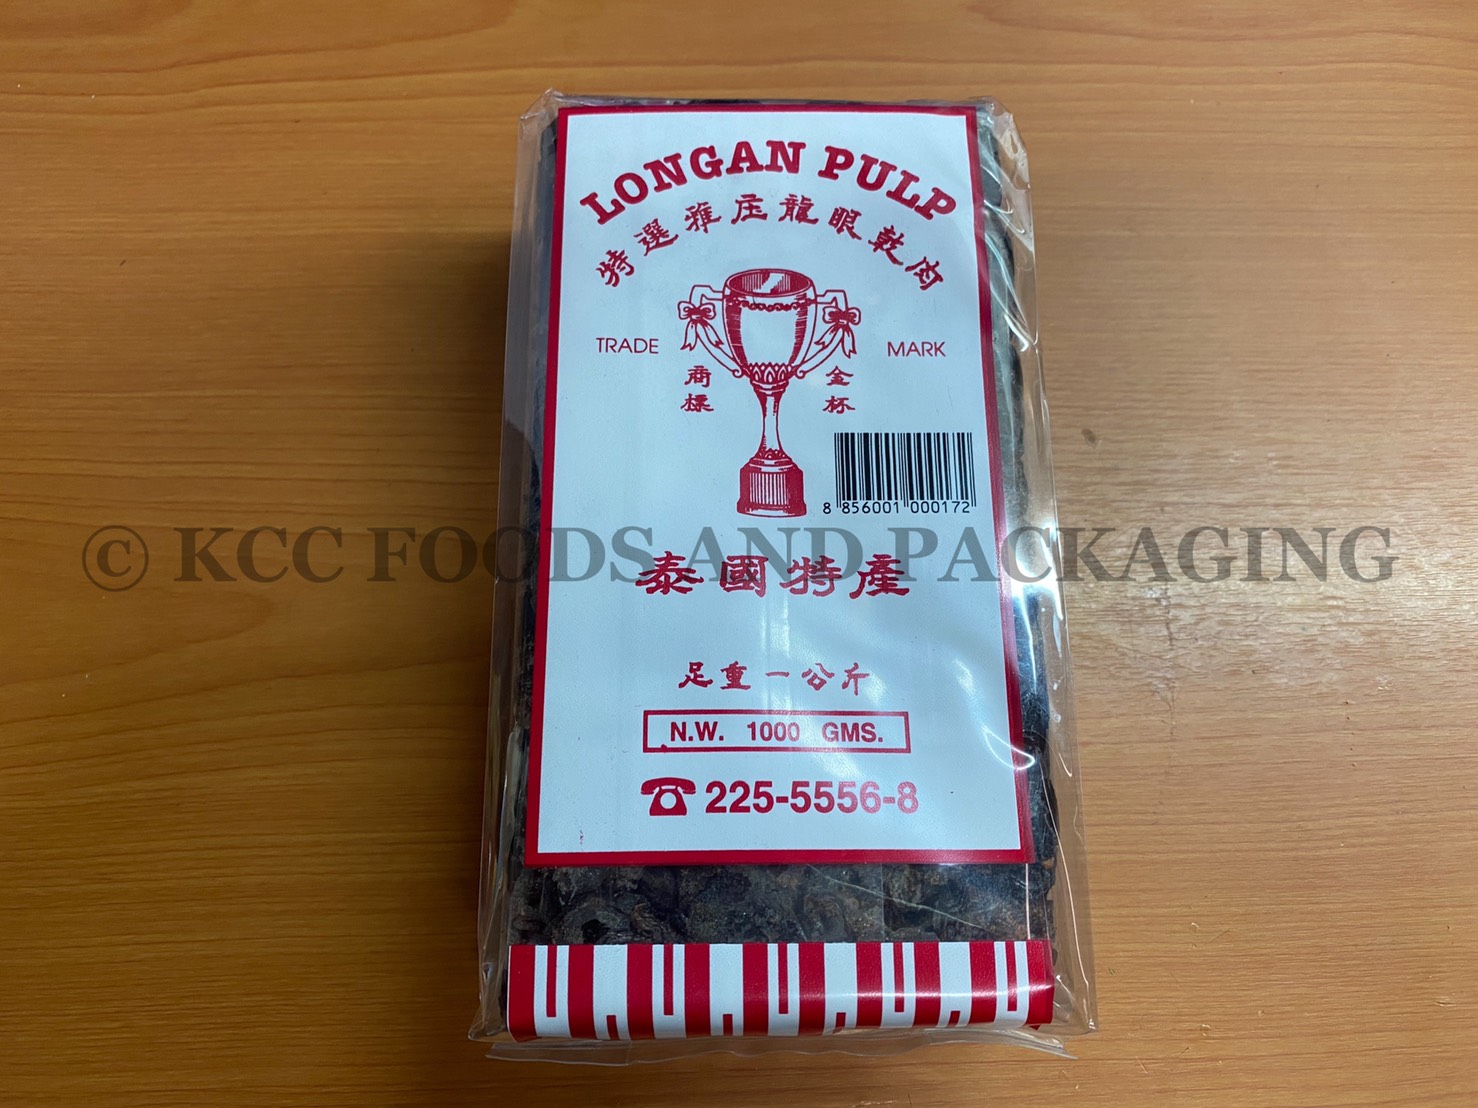 LONGAN PULP
特選雅庄龍眼乾肉
TRADE MARK
商標 金杯
8 856001 000172
© KCC FOODS AND PACKAGING
泰國特產
足重一公斤
N.W. 1000 GMS.
☎ 225-5556-8